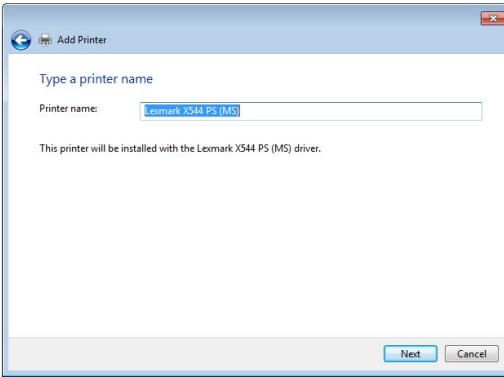 Add Printer
Type a printer name
Printer name: Lexmark X544 PS (MS)
This printer will be installed with the Lexmark X544 PS (MS) driver.
Next Cancel